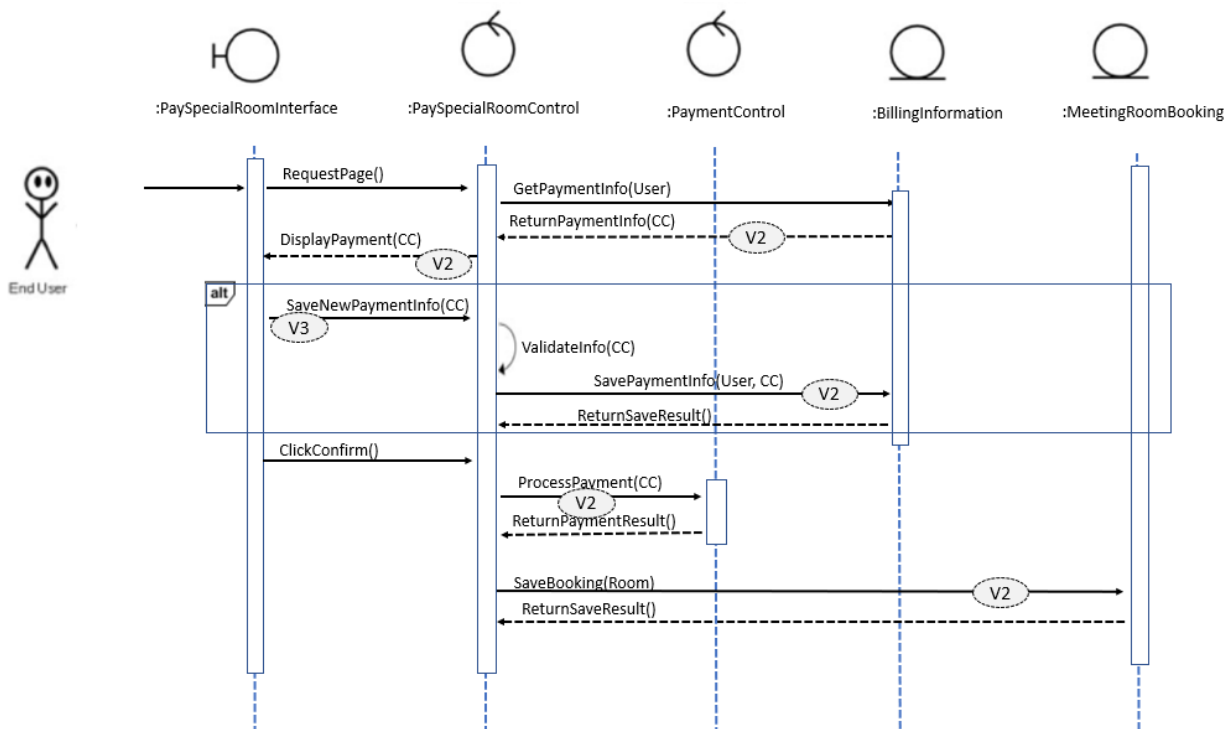 :PaySpecialRoomInterface
:PaySpecialRoomControl
:PaymentControl
:BillingInformation
:MeetingRoomBooking
End User
RequestPage()
GetPaymentInfo(User)
ReturnPaymentInfo(CC)
V2
DisplayPayment(CC)
V2
alt
SaveNewPaymentInfo(CC)
V3
ValidateInfo(CC)
SavePaymentInfo(User, CC)
V2
ReturnSaveResult()
ClickConfirm()
ProcessPayment(CC)
V2
ReturnPaymentResult()
SaveBooking(Room)
V2
ReturnSaveResult()